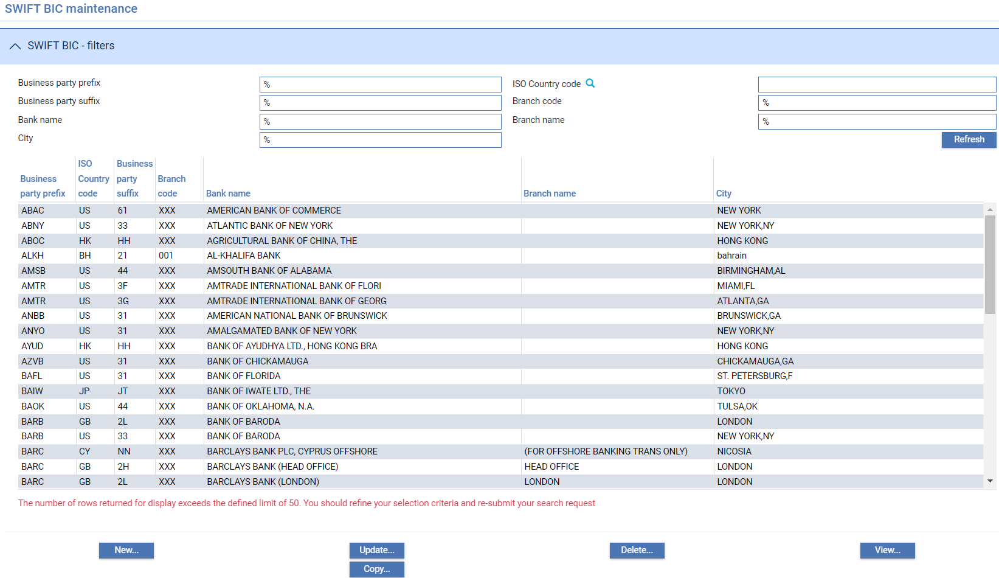 SWIFT BIC maintenance
SWIFT BIC - filters
Business party prefix % ISO Country code
Business party suffix % Branch code %
Bank name % Branch name %
City %
Refresh
Business party prefix ISO Country code Business party suffix Branch code Bank name Branch name City
ABAC US 61 XXX AMERICAN BANK OF COMMERCE NEW YORK
ABNY US 33 XXX ATLANTIC BANK OF NEW YORK NEW YORK,NY
ABOC HK HH XXX AGRICULTURAL BANK OF CHINA, THE HONG KONG
ALKH BH 21 001 AL-KHALIFA BANK bahrain
AMSB US 44 XXX AMSOUTH BANK OF ALABAMA BIRMINGHAM,AL
AMTR US 3F XXX AMTRADE INTERNATIONAL BANK OF FLORI MIAMI,FL
AMTR US 3G XXX AMTRADE INTERNATIONAL BANK OF GEORG ATLANTA,GA
ANBB US 31 XXX AMERICAN NATIONAL BANK OF BRUNSWICK BRUNSWICK,GA
ANYO US 31 XXX AMALGAMATED BANK OF NEW YORK NEW YORK,NY
AYUD HK HH XXX BANK OF AYUDHYA LTD., HONG KONG BRA HONG KONG
AZVB US 31 XXX BANK OF CHICKAMAUGA CHICKAMAUGA,GA
BAFL US 31 XXX BANK OF FLORIDA ST. PETERSBURG,F
BAIW JP JT XXX BANK OF IWATE LTD., THE TOKYO
BAOK US 44 XXX BANK OF OKLAHOMA, N.A. TULSA,OK
BARB GB 2L XXX BANK OF BARODA LONDON
BARB US 33 XXX BANK OF BARODA NEW YORK,NY
BARC CY NN XXX BARCLAYS BANK PLC, CYPRUS OFFSHORE (FOR OFFSHORE BANKING TRANS ONLY) NICOSIA
BARC GB 2H XXX BARCLAYS BANK (HEAD OFFICE) HEAD OFFICE LONDON
BARC GB 2L XXX BARCLAYS BANK (LONDON) LONDON LONDON
The number of rows returned for display exceeds the defined limit of 50. You should refine your selection criteria and re-submit your search request
New... Update... Delete... View...
Copy...